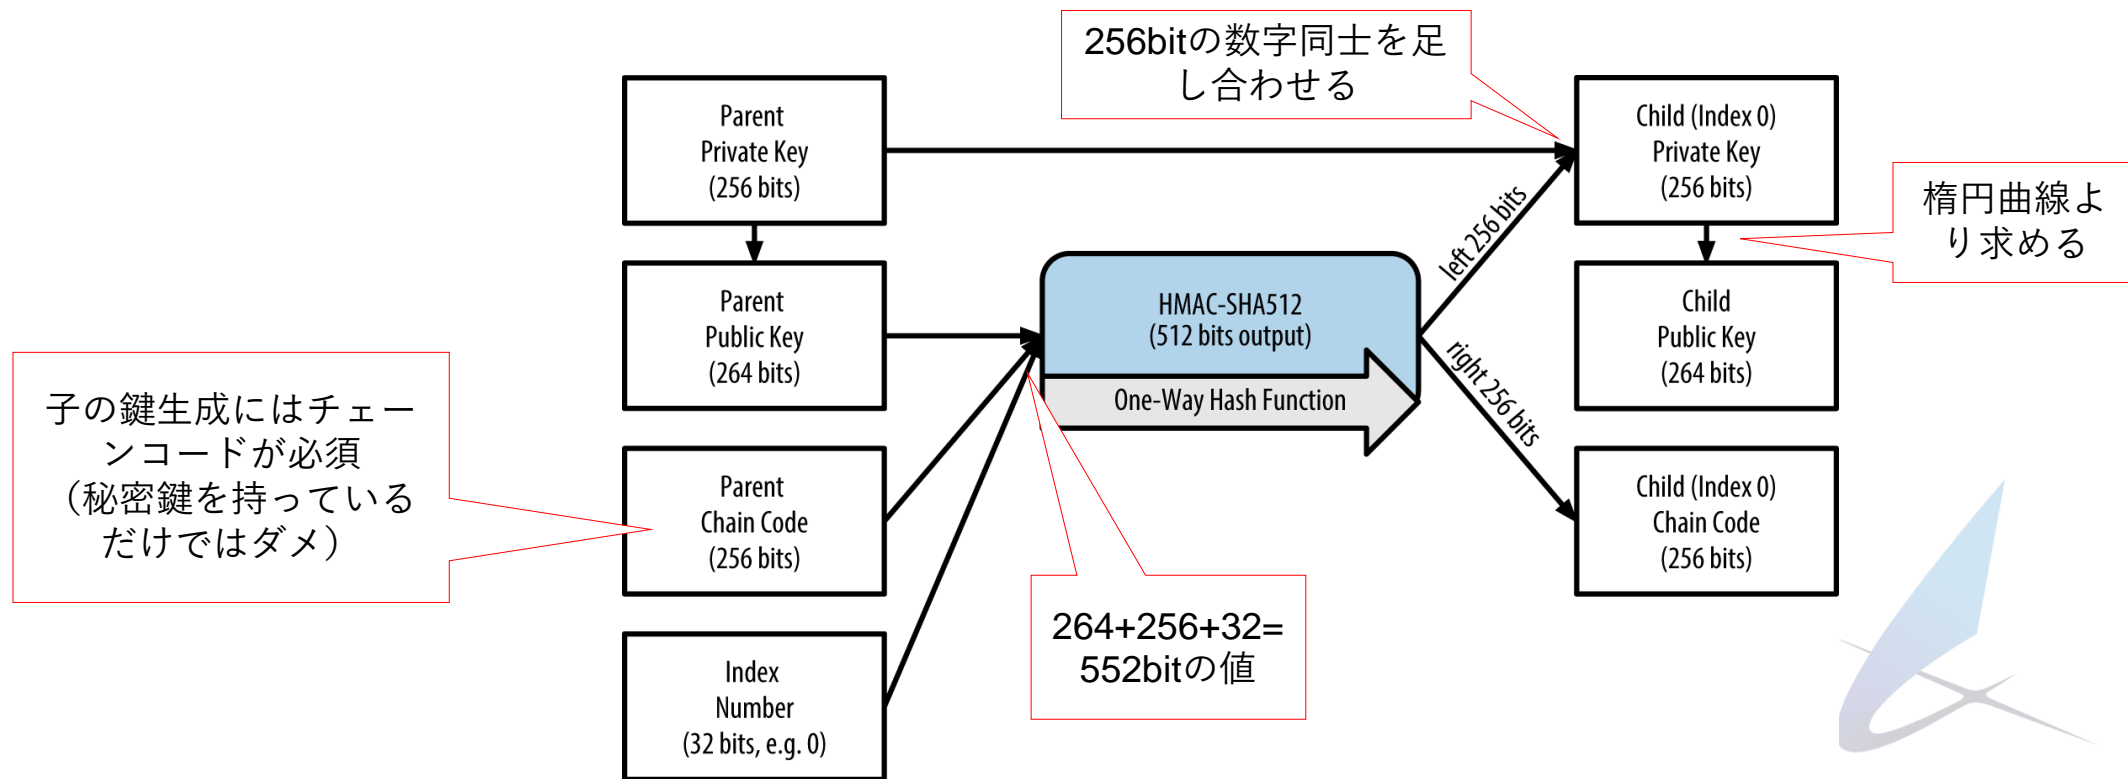 256bitの数字同士を足
し合わせる
Parent
Private Key
(256 bits)
Child (Index 0)
Private Key
(256 bits)
楕円曲線よ
り求める
left 256 bits
Parent
Public Key
(264 bits)
HMAC-SHA512
(512 bits output)
One-Way Hash Function
Child
Public Key
(264 bits)
right 256 bits
子の鍵生成にはチェー
ンコードが必須
（秘密鍵を持っている
だけではダメ）
Parent
Chain Code
(256 bits)
Child (Index 0)
Chain Code
(256 bits)
264+256+32=
552bitの値
Index
Number
(32 bits, e.g. 0)